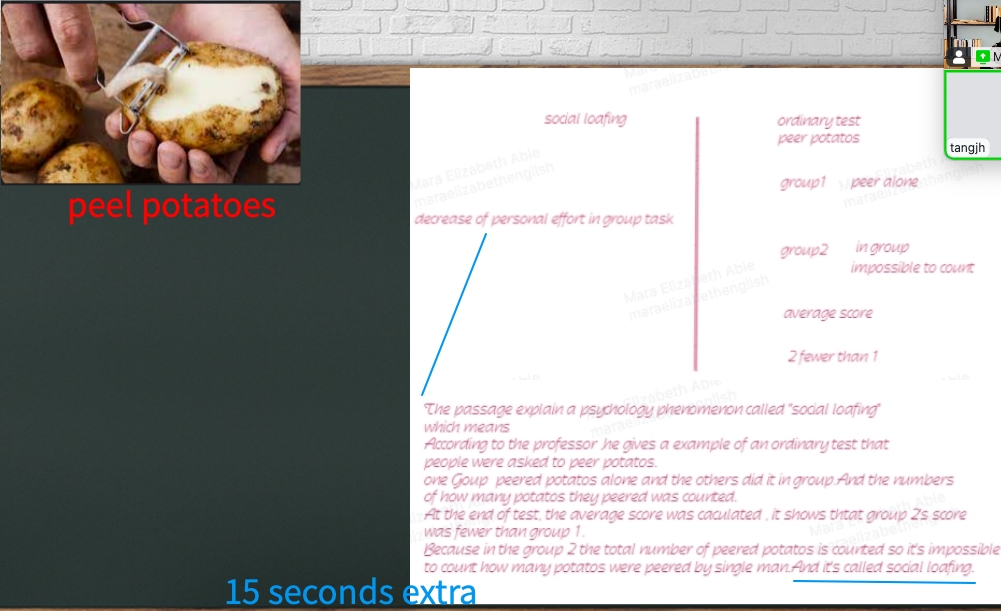 peel potatoes
social loafing
decrease of personal effort in group task
ordinary test
peer potatos
group1 peer alone
group2 in group
impossible to count
average score
2 fewer than 1
tangjh
M
Mara Elizabeth Able
maraelizabethenglish
Mara Elizabeth Able
maraelizabethenglish
The passage explain a psychology phenomenon called "social loafing"
which means
According to the professor ,he gives a example of an ordinary test that
people were asked to peer potatos.
one Goup peered potatos alone and the others did it in group.And the numbers
of how many potatos they peered was counted.
At the end of test, the average score was caculated , it shows thtat group 2's score
was fewer than group 1.
Because in the group 2 the total number of peered potatos is counted so it's impossible
to count how many potatos were peered by single man.And it's called social loafing.
15 seconds extra